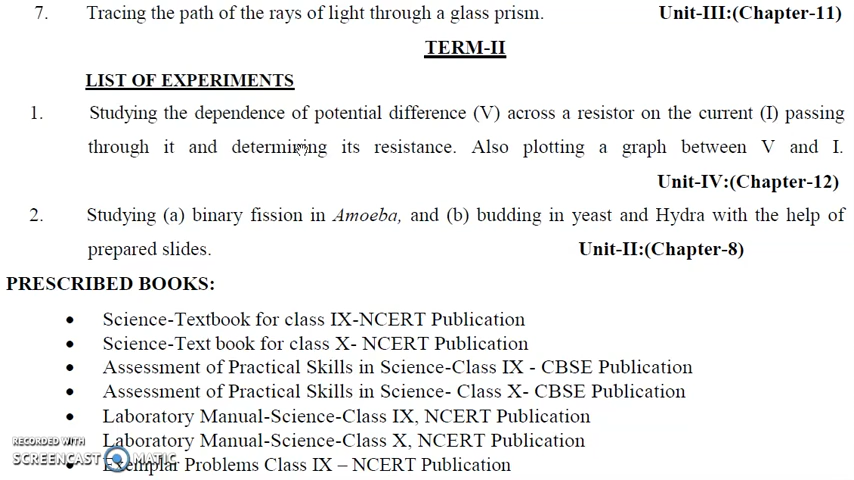 7. Tracing the path of the rays of light through a glass prism. Unit-III:(Chapter-11)
TERM-II
LIST OF EXPERIMENTS
1. Studying the dependence of potential difference (V) across a resistor on the current (I) passing
through it and determining its resistance. Also plotting a graph between V and I.
Unit-IV:(Chapter-12)
2. Studying (a) binary fission in Amoeba, and (b) budding in yeast and Hydra with the help of
prepared slides. Unit-II:(Chapter-8)
PRESCRIBED BOOKS:
• Science-Textbook for class IX-NCERT Publication
• Science-Text book for class X- NCERT Publication
• Assessment of Practical Skills in Science-Class IX - CBSE Publication
• Assessment of Practical Skills in Science- Class X- CBSE Publication
• Laboratory Manual-Science-Class IX, NCERT Publication
• Laboratory Manual-Science-Class X, NCERT Publication
• Exemplar Problems Class IX – NCERT Publication
RECORDED WITH
SCREENCAST MATIC